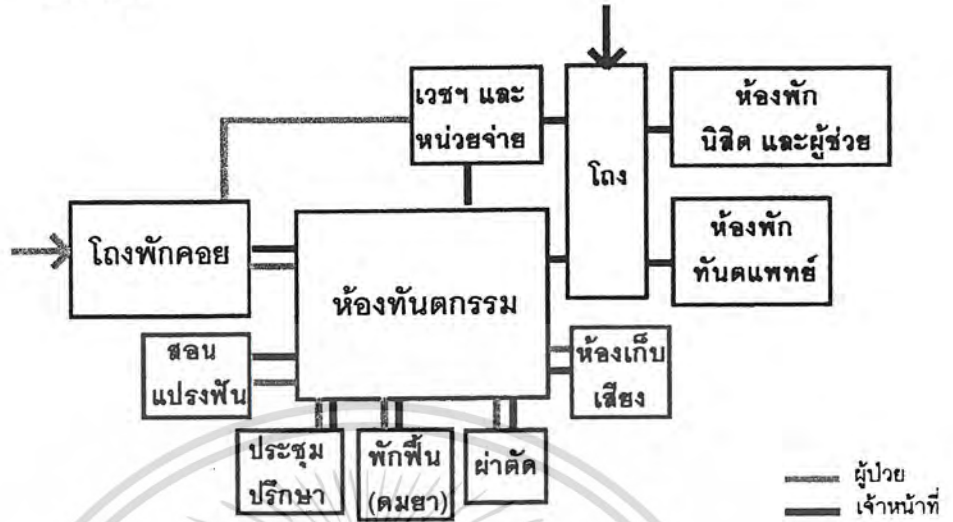 เวชฯ และ
หน่วยจ่าย
โถง
ห้องพัก
นิสิต และผู้ช่วย
โถงพักคอย
ห้องทันตกรรม
ห้องพัก
ทันตแพทย์
สอน
แปรงฟัน
ห้องเก็บ
เสียง
ประชุม
ปรึกษา
พักฟื้น
(ดมยา)
ผ่าตัด
ผู้ป่วย
เจ้าหน้าที่